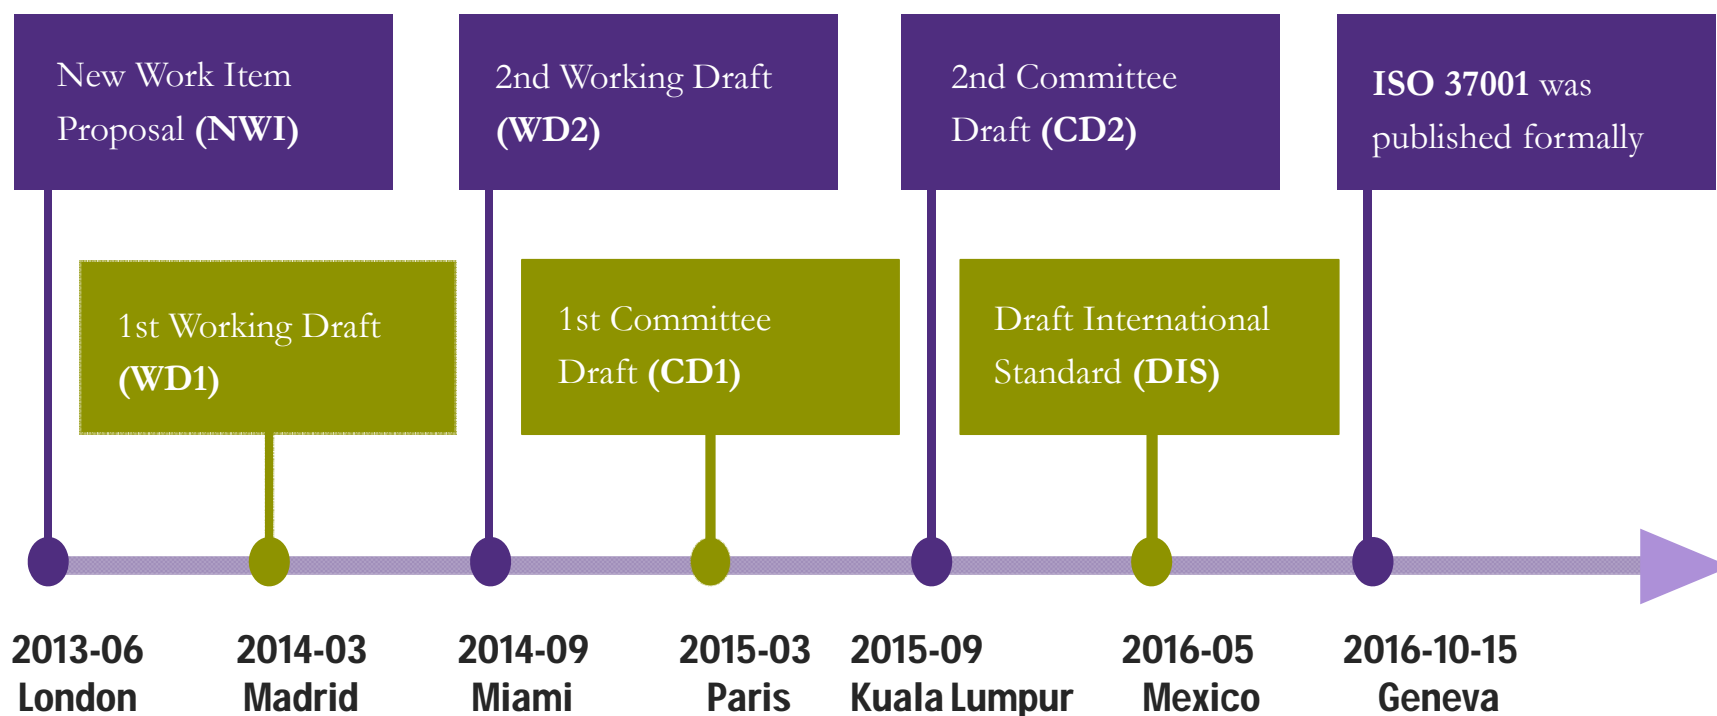 New Work Item
Proposal (NWI)
2nd Working Draft
(WD2)
2nd Committee
Draft (CD2)
ISO 37001 was
published formally
1st Working Draft
(WD1)
1st Committee
Draft (CD1)
Draft International
Standard (DIS)
2013-06
London
2014-03
Madrid
2014-09
Miami
2015-03
Paris
2015-09
Kuala Lumpur
2016-05
Mexico
2016-10-15
Geneva